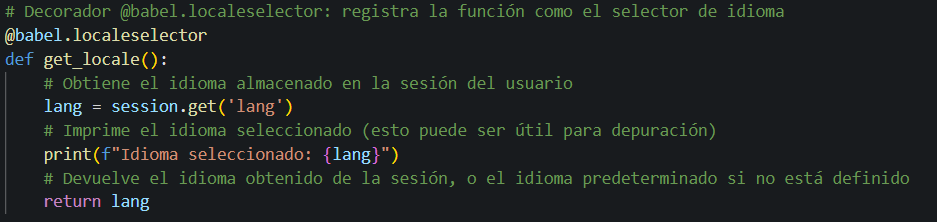 # Decorador @babel.localeselector: registra la función como el selector de idioma
@babel.localeselector
def get_locale():
    # Obtiene el idioma almacenado en la sesión del usuario
    lang = session.get('lang')
    # Imprime el idioma seleccionado (esto puede ser útil para depuración)
    print(f"Idioma seleccionado: {lang}")
    # Devuelve el idioma obtenido de la sesión, o el idioma predeterminado si no está definido
    return lang